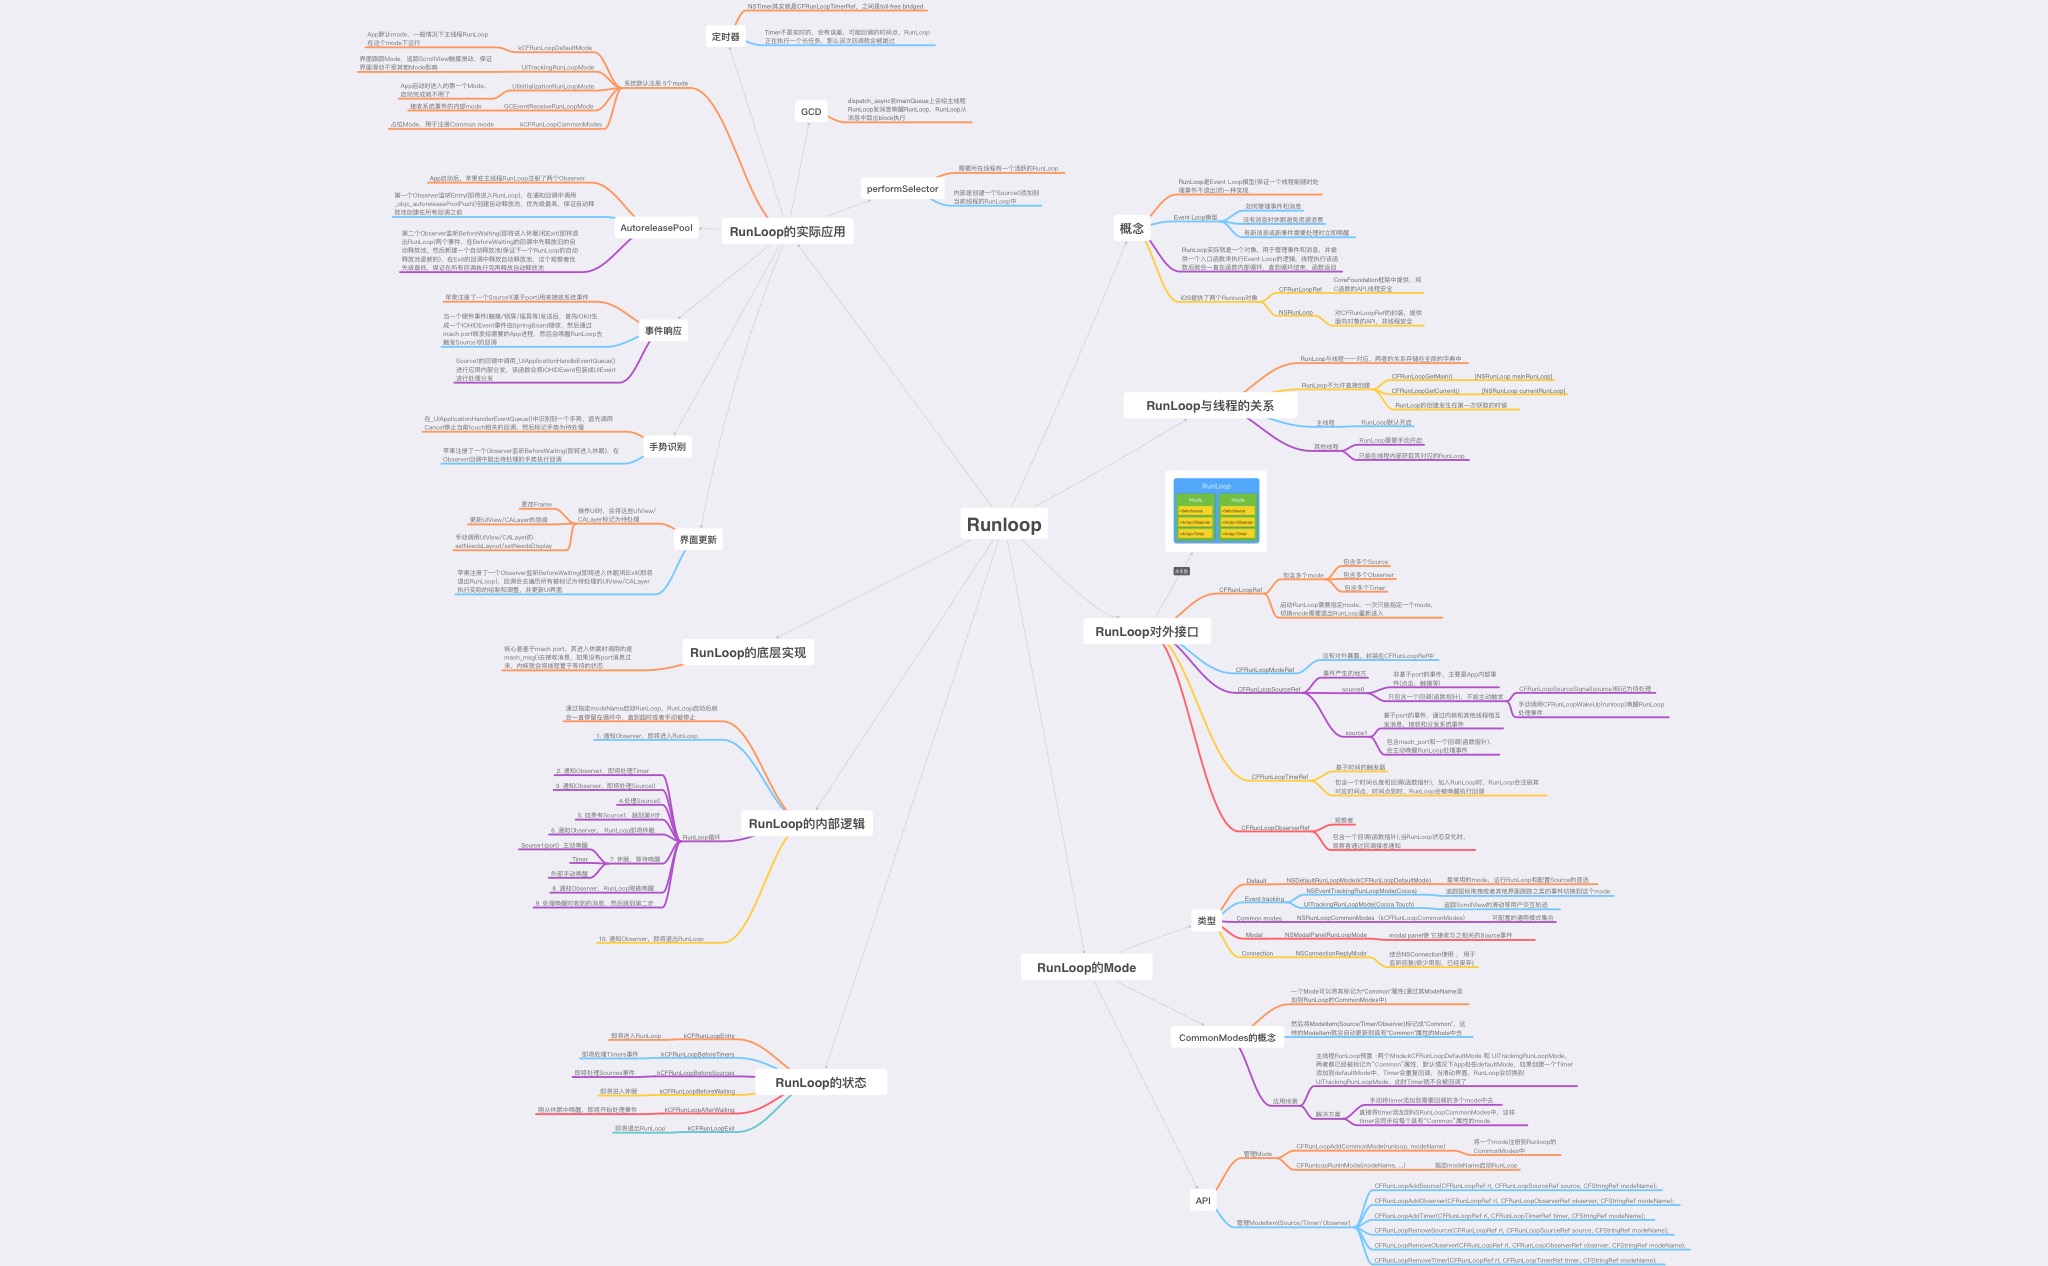 Runloop
概念
RunLoop是Event Loop模型(保证一个线程能随时处
理事件不退出)的一种实现
Event Loop模型
如何管理事件和消息
没有消息时休眠避免资源浪费
有新消息或新事件需要处理时立即唤醒
RunLoop实际就是一个对象，用于管理事件和消息，并提
供一个入口函数来执行Event Loop的逻辑，线程执行该函
数后就会一直在函数内部循环，直到循环结束，函数返回
iOS提供了两个Runloop对象
CFRunLoopRef
CoreFoundation框架中提供，纯
C函数的API,线程安全
NSRunLoop
对CFRunLoopRef的封装，提供
面向对象的API，非线程安全
RunLoop与线程的关系
RunLoop与线程一一对应，两者的关系存储在全局的字典中
RunLoop不允许直接创建
CFRunLoopGetMain()
[NSRunLoop mainRunLoop]
CFRunLoopGetCurrent()
[NSRunLoop currentRunLoop]
RunLoop的创建发生在第一次获取的时候
主线程
RunLoop默认开启
其他线程
RunLoop需要手动开启
只能在线程内部获取其对应的RunLoop
RunLoop
Mode
Mode
<Set>Source
<Set>Source
<Array>Observer
<Array>Observer
<Array>Timer
<Array>Timer
关系图
RunLoop对外接口
CFRunLoopRef
包含多个mode
包含多个Source
包含多个Observer
包含多个Timer
启动RunLoop需要指定mode，一次只能指定一个mode，
切换mode需要退出RunLoop重新进入
CFRunLoopModeRef
没有对外暴露，封装在CFRunLoopRef中
CFRunLoopSourceRef
事件产生的地方
source0
非基于port的事件，主要是App内部事
件(点击、触摸等)
只包含一个回调(函数指针)，不能主动触发
CFRunLoopSourceSignal(source)标记为待处理
手动调用CFRunLoopWakeUp(runloop)唤醒RunLoop
处理事件
source1
基于port的事件，通过内核和其他线程相互
发消息，接收和分发系统事件
包含mach_port和一个回调(函数指针)，
会主动唤醒RunLoop处理事件
CFRunLoopTimeRef
基于时间的触发器
包含一个时间长度和回调(函数指针)，加入RunLoop时，RunLoop会注册其
对应时间点，时间点到时，RunLoop会被唤醒执行回调
CFRunLoopObserverRef
观察者
包含一个回调(函数指针),当RunLoop状态变化时，
观察者通过回调接收通知
RunLoop的Mode
类型
Default
NSDefaultRunLoopMode(kCFRunLoopDefaultMode)
最常用的mode，运行RunLoop和配置Source的首选
Event tracking
NSEventTrackingRunLoopMode(Cocoa)
追踪鼠标拖拽或者其他界面跟踪之类的事件切换到这个mode
UITrackingRunLoopMode(Cocoa Touch)
追踪ScrollView的滑动等用户交互轨迹
Common modes
NSRunLoopCommonModes（kCFRunLoopCommonModes）
可配置的通用模式集合
Modal
NSModalPanelRunLoopMode
modal panel使 它接收与之相关的Source事件
Connection
NSConnectionReplyMode
结合NSConnection使用 ，用于
监听回复(很少用到，已经废弃)
CommonModes的概念
一个Mode可以将其标记为"Common"属性(通过其ModeName添
加到RunLoop的CommonModes中)
然后将ModeItem(Source/Timer/Observer)标记成"Common"，这
样的ModeItem就会自动更新到具有"Common"属性的Mode中去
应用场景
主线程RunLoop预置 -两个Mode:kCFRunLoopDefaultMode 和 UITrackingRunLoopMode，
两者都已经被标记为 "Common"属性，默认情况下App处在defaultMode，如果创建一个Timer
添加到defaultMode中，Timer会重复回调，当滑动界面，RunLoop会切换到
UITrackingRunLoopMode，此时Timer就不会被回调了
解决方案
手动将timer添加到需要回调的多个mode中去
直接将timer添加到NSRunLoopCommonModes中，这样
timer会同步给每个具有"Common"属性的mode
API
管理Mode
CFRunLoopAddCommonMode(runloop, modeName)
将一个mode注册到Runloop的
CommonModes中
CFRunloopRunInMode(modeName, ...)
指定modeName启动RunLoop
管理ModeItem(Source/Timer/Observer)
CFRunLoopAddSource(CFRunLoopRef rl, CFRunLoopSourceRef source, CFStringRef modeName);
CFRunLoopAddObserver(CFRunLoopRef rl, CFRunLoopObserverRef observer, CFStringRef modeName);
CFRunLoopAddTimer(CFRunLoopRef rl, CFRunLoopTimerRef timer, CFStringRef modeName);
CFRunLoopRemoveSource(CFRunLoopRef rl, CFRunLoopSourceRef source, CFStringRef modeName);
CFRunLoopRemoveObserver(CFRunLoopRef rl, CFRunLoopObserverRef observer, CFStringRef modeName);
CFRunLoopRemoveTimer(CFRunLoopRef rl, CFRunLoopTimerRef timer, CFStringRef modeName);
RunLoop的实际应用
定时器
NSTimer其实就是CFRunLoopTimerRef，之间是toll-free bridged
Timer不是实时的，会有误差，可能回调的时间点，RunLoop
正在执行一个长任务，那么该次回调就会被跳过
系统默认注册 5个mode
kCFRunLoopDefaultMode
App默认mode，一般情况下主线程RunLoop
在这个mode下运行
UITrackingRunLoopMode
界面跟踪Mode，追踪ScrollView触摸滑动，保证
界面滑动不受其他Mode影响
UIInitializationRunLoopMode
App启动时进入的第一个Mode，
启动完成就不用了
GCEventReceiveRunLoopMode
接收系统事件的内部mode
kCFRunLoopCommonModes
占位Mode，用于注册Common mode
GCD
dispatch_async到mainQueue上会给主线程
RunLoop发消息唤醒RunLoop，RunLoop从
消息中取出block执行
performSelector
需要所在线程有一个活跃的RunLoop
内部是创建一个Source0添加到
当前线程的RunLoop中
AutoreleasePool
App启动后，苹果在主线程RunLoop注册了两个Observer
第一个Observer监听Entry(即将进入RunLoop)，在通知回调中调用
_objc_autoreleasePoolPush()创建自动释放池，优先级最高，保证自动释
放池创建在所有回调之前
第二个Observer监听BeforeWaiting(即将进入休眠)和Exit(即将退
出RunLoop)两个事件，在BeforeWaiting的回调中先释放旧的自
动释放池，然后新建一个自动释放池(保证下一个RunLoop的自动
释放池是新的)，在Exit的回调中释放自动释放池，这个观察者优
先级最低，保证在所有回调执行完再释放自动释放池
事件响应
苹果注册了一个Source1(基于port)用来接收系统事件
当一个硬件事件(触摸/锁屏/摇晃等)发送后，首先IOKit生
成一个IOHIDEvent事件由SpringBoard接收，然后通过
mach port转发给需要的App进程，然后会唤醒RunLoop去
触发Source1的回调
Source1的回调中调用_UIApplicationHandleEventQueue()
进行应用内部分发，该函数会将IOHIDEvent包装成UIEvent
进行处理分发
手势识别
在_UIApplicationHandlerEventQueue()中识别到一个手势，首先调用
Cancel停止当前touch相关的回调，然后标记手势为待处理
苹果注册了一个Observer监听BeforeWaiting(即将进入休眠)，在
Observer回调中取出待处理的手势执行回调
界面更新
操作UI时，会将这些UIView/
CALayer标记为待处理
更改Frame
更新UIView/CALayer的层级
手动调用UIView/CALayer的
setNeedsLayout/setNeedsDisplay
苹果注册了一个Observer监听BeforeWaiting(即将进入休眠)和Exit(即将
退出RunLoop)，回调会去遍历所有被标记为待处理的UIView/CALayer
执行实际的绘制和调整，并更新UI界面
RunLoop的底层实现
核心是基于mach port，其进入休眠时调用的是
mach_msg()去接收消息，如果没有port消息过
来，内核就会将线程置于等待的状态
RunLoop的内部逻辑
通过指定modeName启动RunLoop，RunLoop启动后就
会一直停留在循环中，直到超时或者手动被停止
1. 通知Observer，即将进入RunLoop
RunLoop循环
2. 通知Observer，即将处理Timer
3. 通知Observer，即将处理Source0
4.处理Source0
5. 如果有Source1，跳到第9步
6. 通知Observer， RunLoop即将休眠
7. 休眠，等待唤醒
Source1(port）主动唤醒
Timer
外部手动唤醒
8. 通知Observer，RunLoop刚被唤醒
9. 处理唤醒时收到的消息，然后跳到第二步
10. 通知Observer，即将退出RunLoop
RunLoop的状态
kCFRunLoopEntry
即将进入RunLoop
kCFRunLoopBeforeTimers
即将处理Timers事件
kCFRunLoopBeforeSources
即将处理Sources事件
kCFRunLoopBeforeWaiting
即将进入休眠
kCFRunLoopAfterWaiting
刚从休眠中唤醒，即将开始处理事件
kCFRunLoopExit
即将退出RunLoop